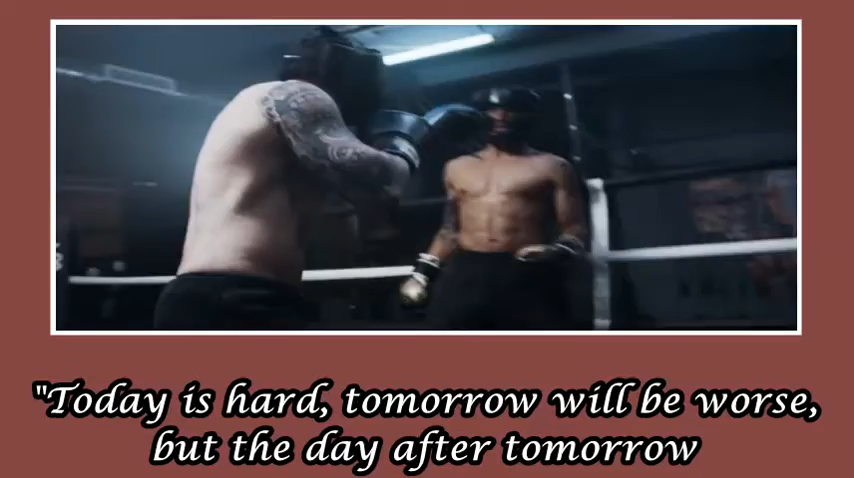 "Today is hard, tomorrow will be worse,
but the day after tomorrow